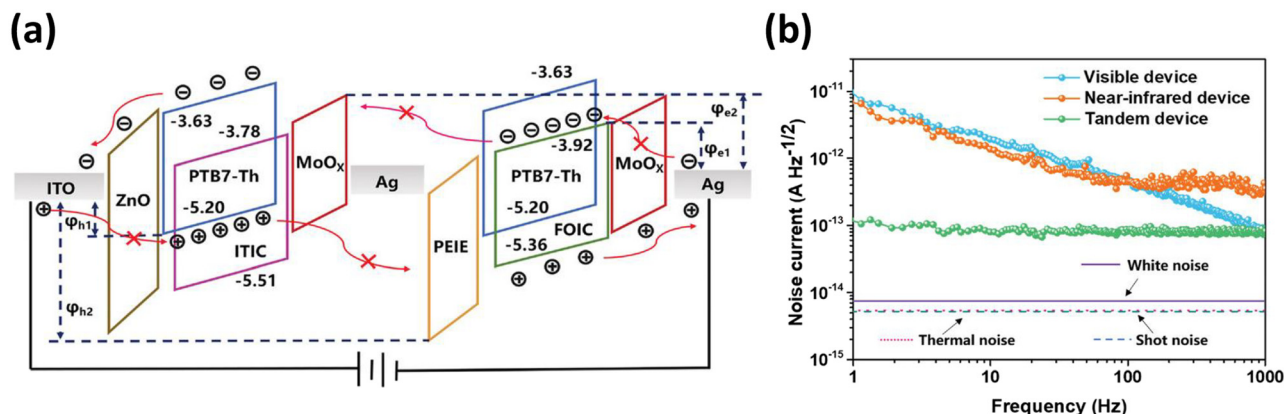 (a)
-3.63
-3.63
-3.78
-3.92
φe2
φe1
MoOX
MoOX
ITO
ZnO
PTB7-Th
Ag
PTB7-Th
Ag
φh1
-5.20
-5.20
ITIC
PEIE
FOIC
-5.36
-5.51
φh2
(b)
Visible device
Near-infrared device
Tandem device
Noise current (A Hz-1/2)
10-11
10-12
10-13
10-14
10-15
White noise
Thermal noise
Shot noise
1
10
100
1000
Frequency (Hz)